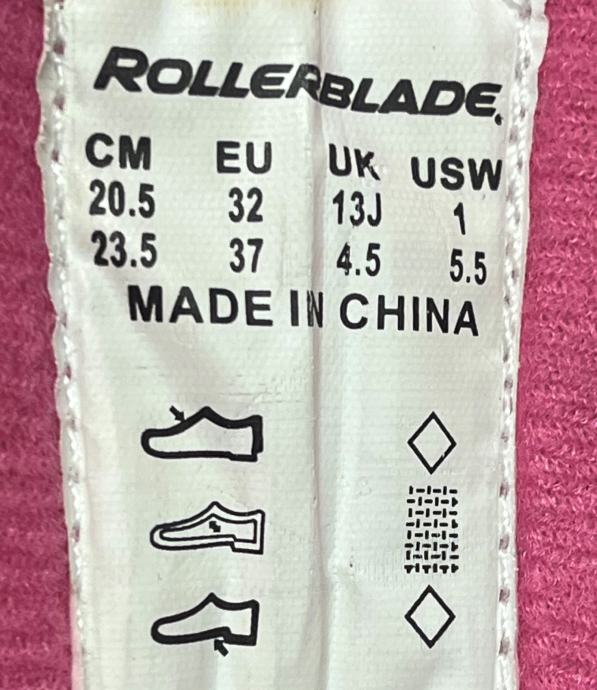 ROLLERBLADE.
CM EU UK USW
20.5 32 13J 1
23.5 37 4.5 5.5
MADE IN CHINA